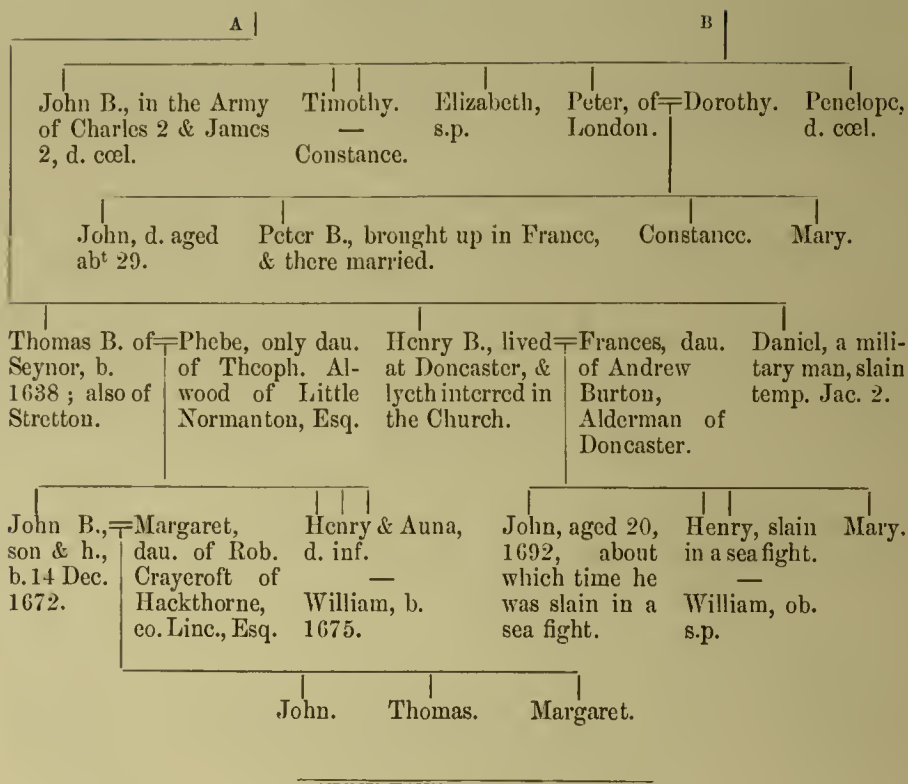 A B
John B., in the Army
of Charles 2 & James
2, d. cœl.
Timothy.
—
Constance.
Elizabeth,
s.p.
Peter, of=Dorothy.
London.
Penelope,
d. cœl.
John, d. aged
abt 29.
Peter B., brought up in France,
& there married.
Constance.
Mary.
Thomas B. of=
Seynor, b.
1638 ; also of
Stretton.
Phebe, only dau.
of Theoph. Al-
wood of Little
Normanton, Esq.
Henry B., lived=
at Doncaster, &
lyeth interred in
the Church.
Frances, dau.
of Andrew
Burton,
Alderman of
Doncaster.
Daniel, a mili-
tary man, slain
temp. Jac. 2.
John B.,=
son & h.,
b. 14 Dec.
1672.
Margaret,
dau. of Rob.
Craycroft of
Hackthorne,
co. Linc., Esq.
Henry & Auna,
d. inf.
—
William, b.
1675.
John, aged 20,
1692, about
which time he
was slain in a
sea fight.
Henry, slain
in a sea fight.
—
William, ob.
s.p.
Mary.
John. Thomas. Margaret.